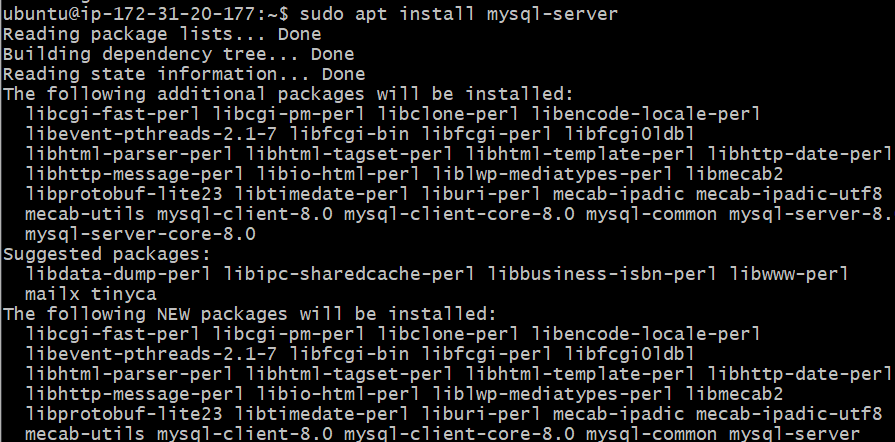 ubuntu@ip-172-31-20-177:~$ sudo apt install mysql-server
Reading package lists... Done
Building dependency tree... Done
Reading state information... Done
The following additional packages will be installed:
libcgi-fast-perl libcgi-pm-perl libclone-perl libencode-locale-perl
libevent-pthreads-2.1-7 libfcgi-bin libfcgi-perl libfcgi0ldbl
libhtml-parser-perl libhtml-tagset-perl libhtml-template-perl libhttp-date-perl
libhttp-message-perl libio-html-perl liblwp-mediatypes-perl libmecab2
libprotobuf-lite23 libtimedate-perl liburi-perl mecab-ipadic mecab-ipadic-utf8
mecab-utils mysql-client-8.0 mysql-client-core-8.0 mysql-common mysql-server-8.
mysql-server-core-8.0
Suggested packages:
libdata-dump-perl libipc-sharedcache-perl libbusiness-isbn-perl libwww-perl
mailx tinyca
The following NEW packages will be installed:
libcgi-fast-perl libcgi-pm-perl libclone-perl libencode-locale-perl
libevent-pthreads-2.1-7 libfcgi-bin libfcgi-perl libfcgi0ldbl
libhtml-parser-perl libhtml-tagset-perl libhtml-template-perl libhttp-date-perl
libhttp-message-perl libio-html-perl liblwp-mediatypes-perl libmecab2
libprotobuf-lite23 libtimedate-perl liburi-perl mecab-ipadic mecab-ipadic-utf8
mecab-utils mysql-client-8.0 mysql-client-core-8.0 mysql-common mysql-server